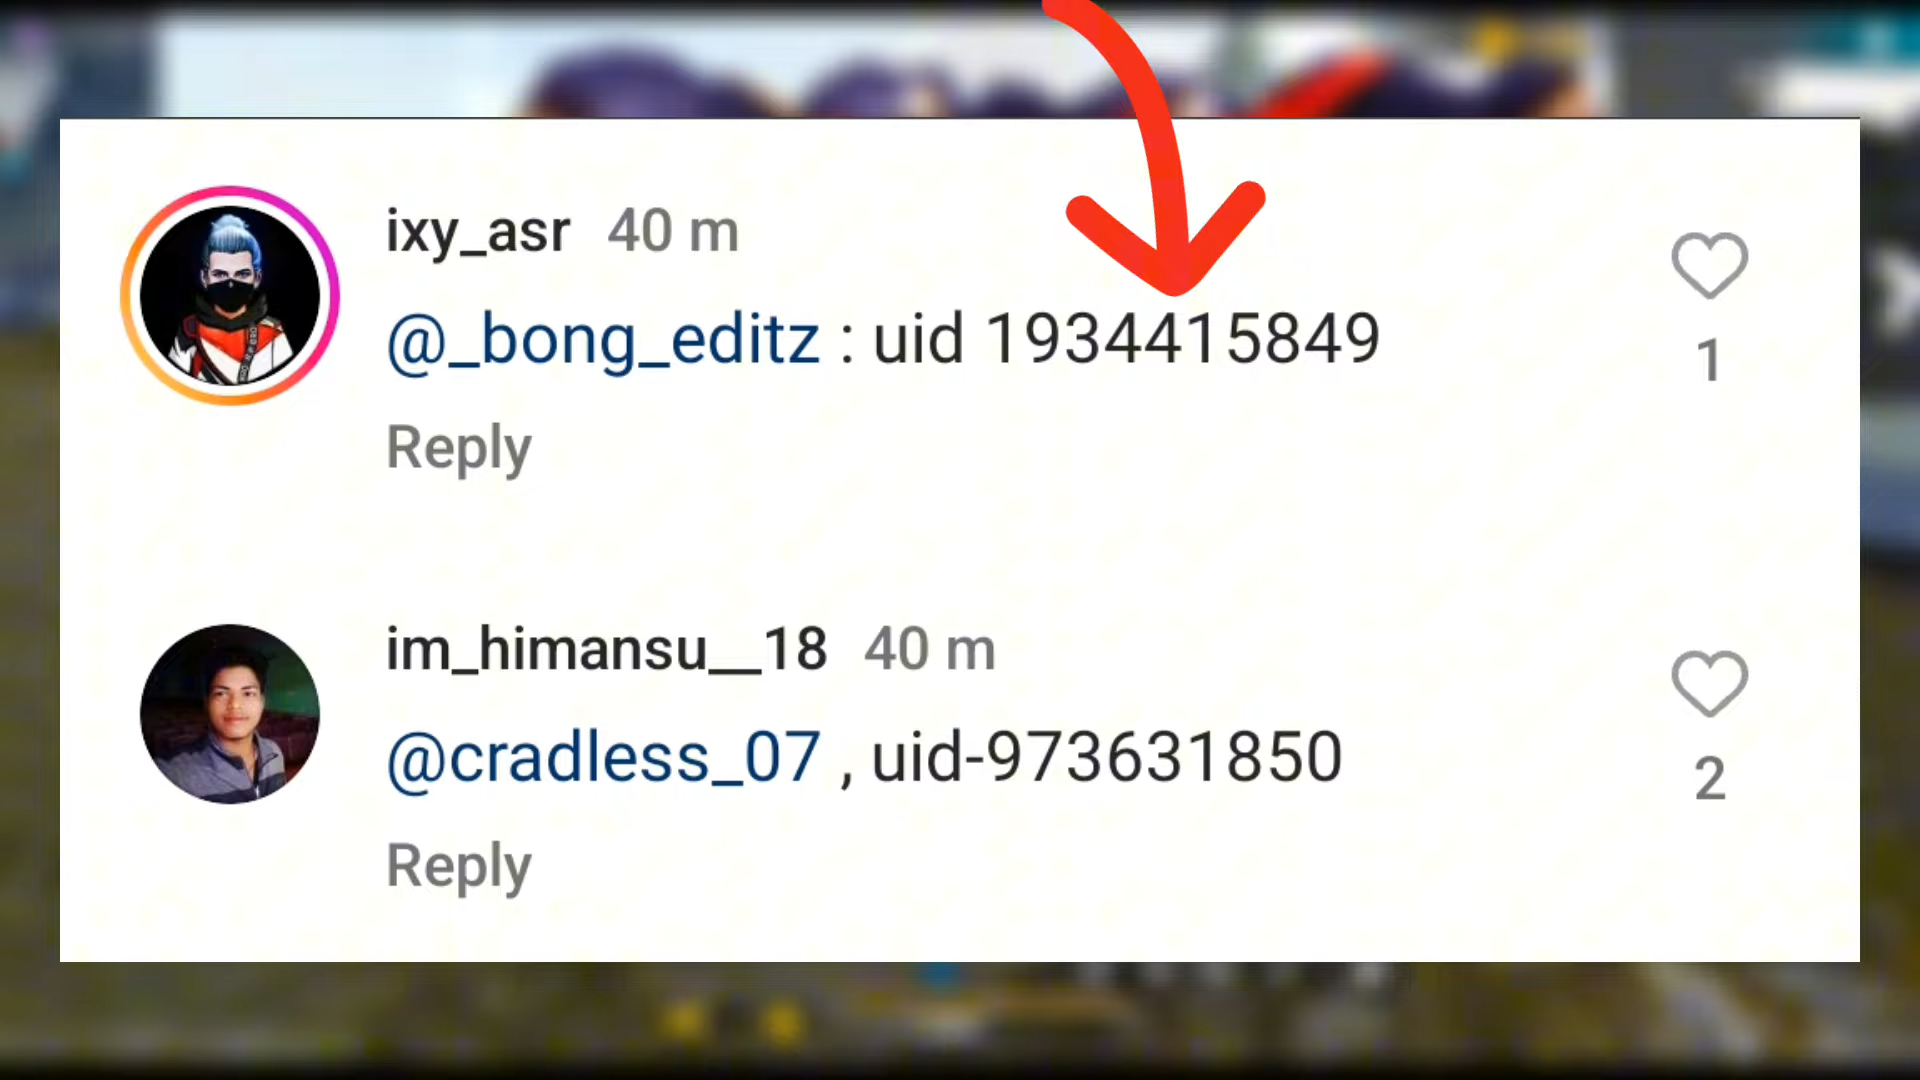 ixy_asr 40 m
@_bong_editz : uid 1934415849
1
Reply
im_himansu__18 40 m
@cradless_07 , uid-973631850
2
Reply